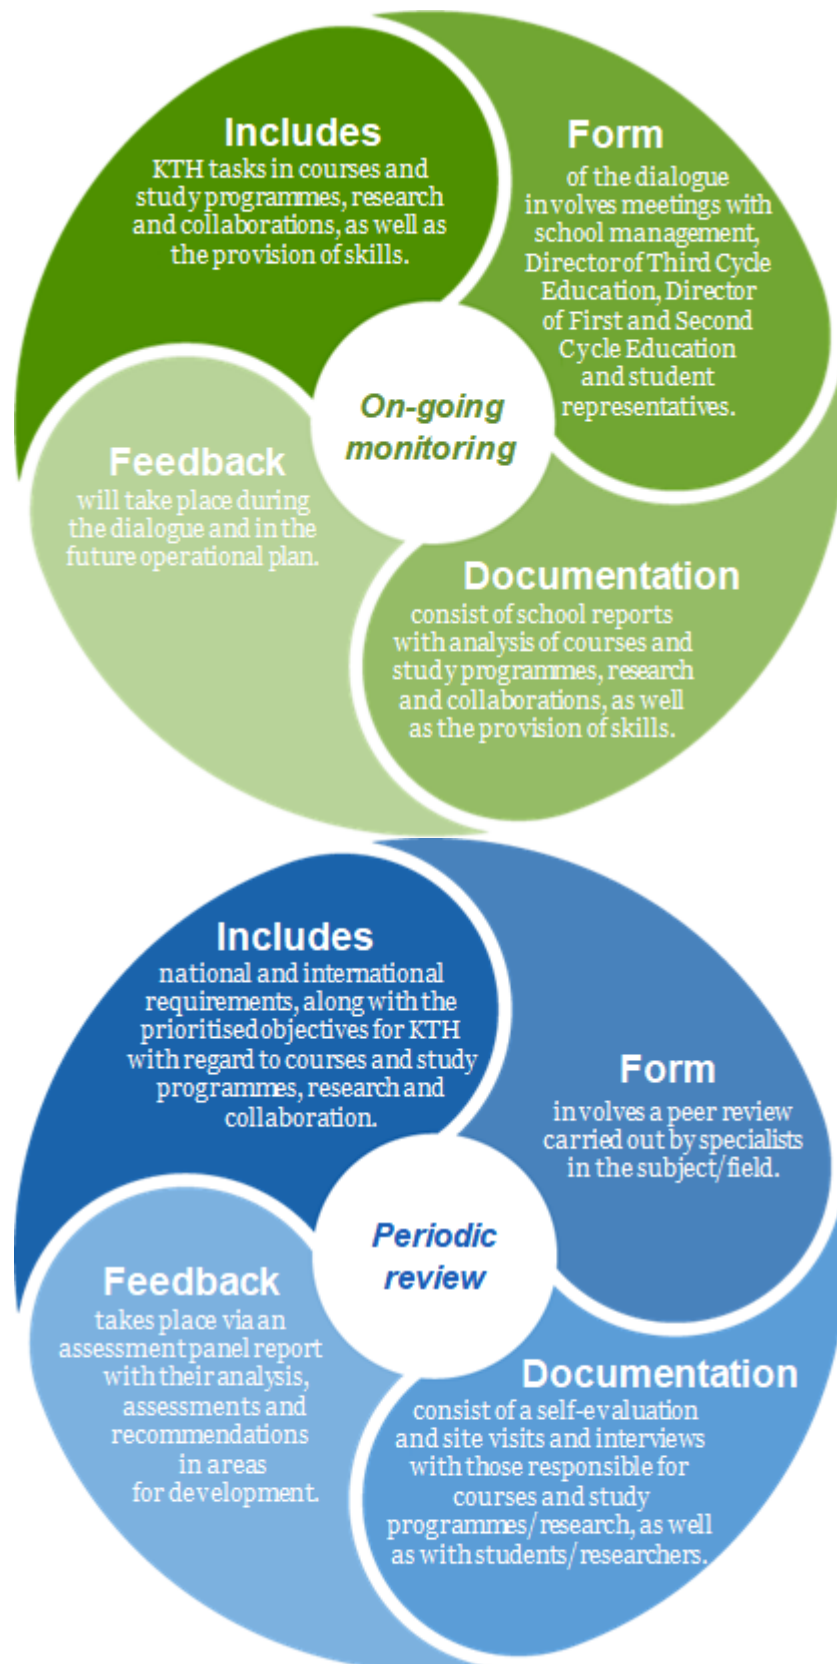 Includes
KTH tasks in courses and
study programmes, research
and collaborations, as well as
the provision of skills.
Form
of the dialogue
involves meetings with
school management,
Director of Third Cycle
Education, Director
of First and Second
Cycle Education
and student
representatives.
On-going
monitoring
Feedback
will take place during
the dialogue and in the
future operational plan.
Documentation
consist of school reports
with analysis of courses and
study programmes, research
and collaborations, as well
as the provision of skills.
Includes
national and international
requirements, along with the
prioritised objectives for KTH
with regard to courses and study
programmes, research and
collaboration.
Form
involves a peer review
carried out by specialists
in the subject/field.
Periodic
review
Feedback
takes place via an
assessment panel report
with their analysis,
assessments and
recommendations
in areas
for development.
Documentation
consist of a self-evaluation
and site visits and interviews
with those responsible for
courses and study
programmes/research, as well
as with students/researchers.